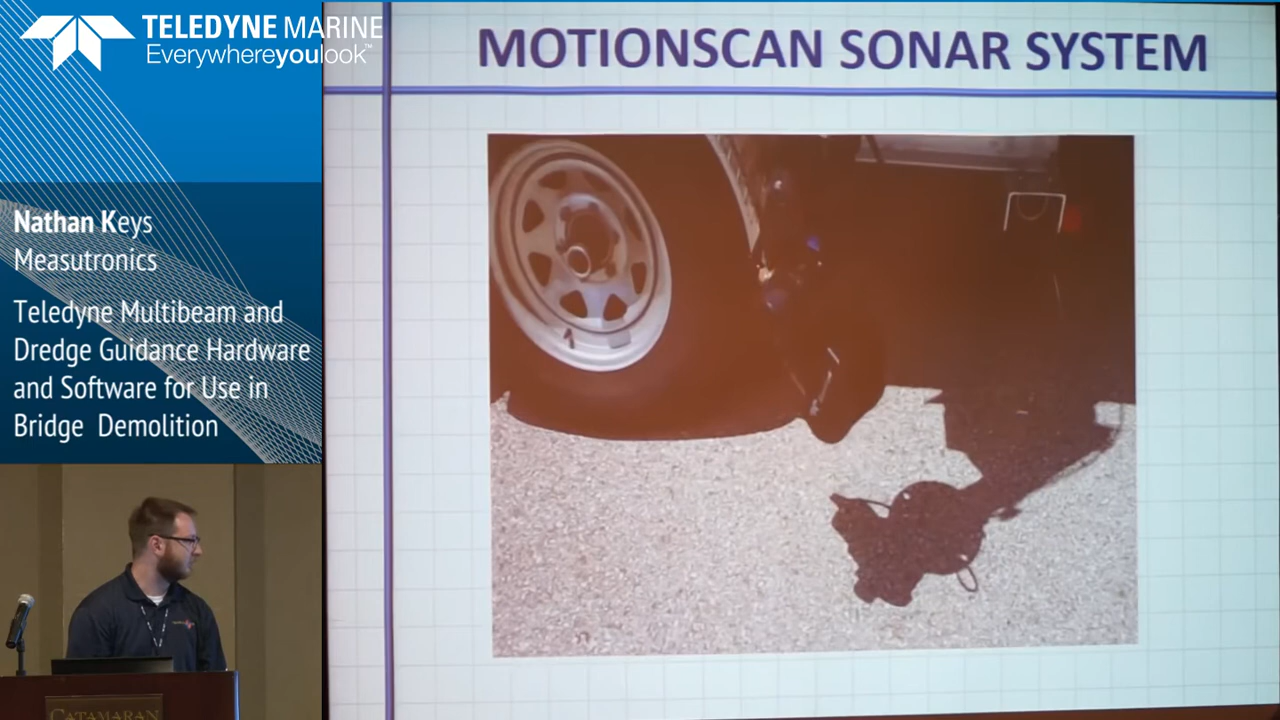 TELEDYNE MARINE
Everywhereyoulook™
Nathan Keys
Measutronics
Teledyne Multibeam and
Dredge Guidance Hardware
and Software for Use in
Bridge Demolition
MOTIONSCAN SONAR SYSTEM
CATAMARAN